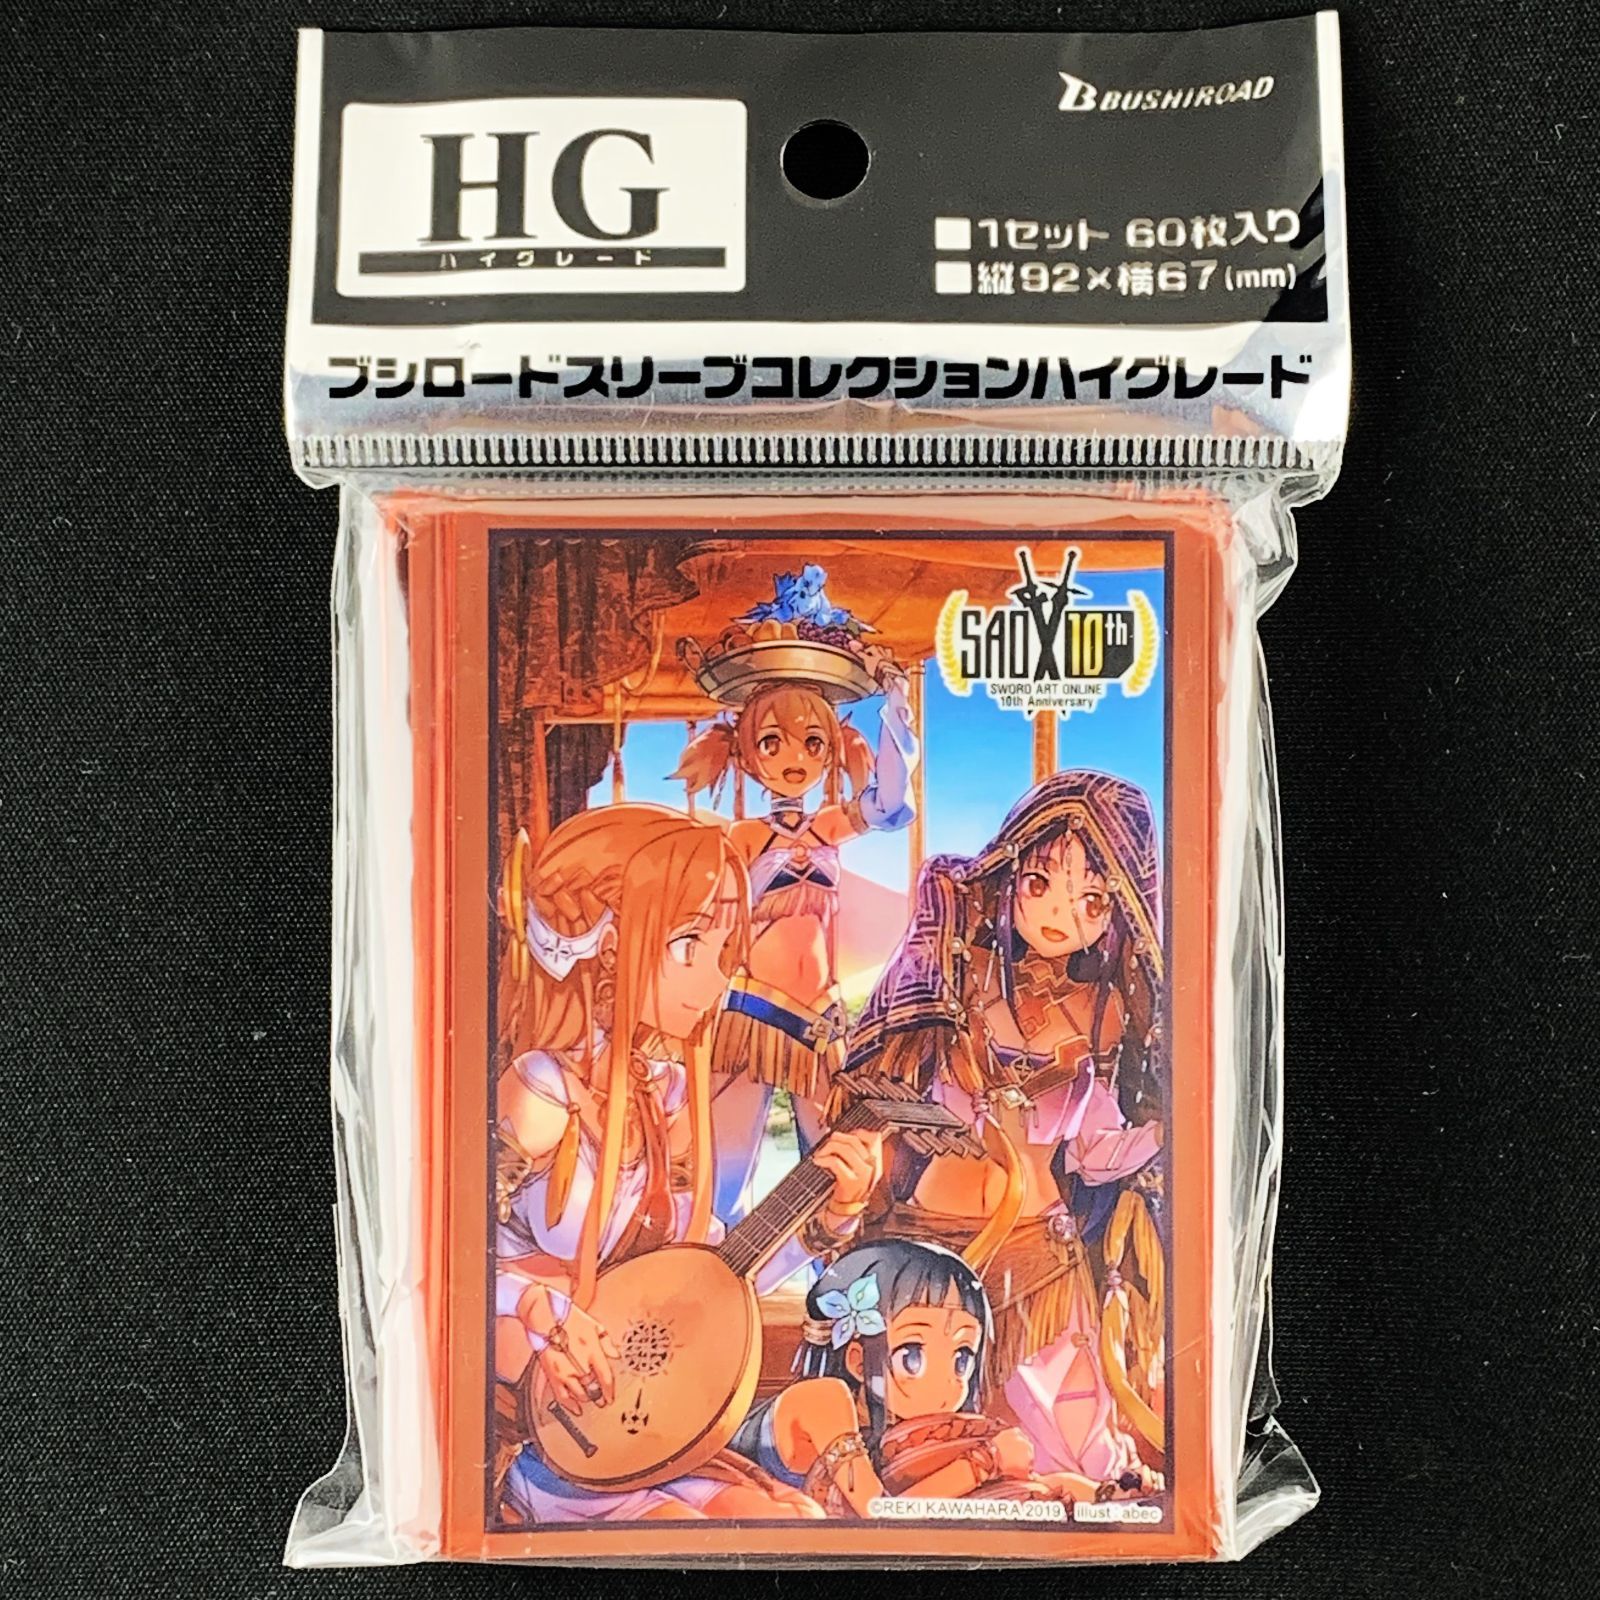 BUSHIROAD
HG
ハイグレード
■1セット 60枚入り
■縦92×横67(mm)
ブシロードスリーブコレクションハイグレード
SAO 10th
SWORD ART ONLINE
10th Anniversary
©REKI KAWAHARA 2019 illust:abec